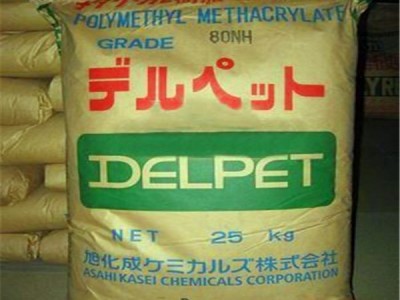 POLYMETHYL METHACRYLATE
GRADE 80NH
デルペット
DELPET
NET 25 kg
旭化成ケミカルズ株式会社
ASAHI KASEI CHEMICALS CORPORATION